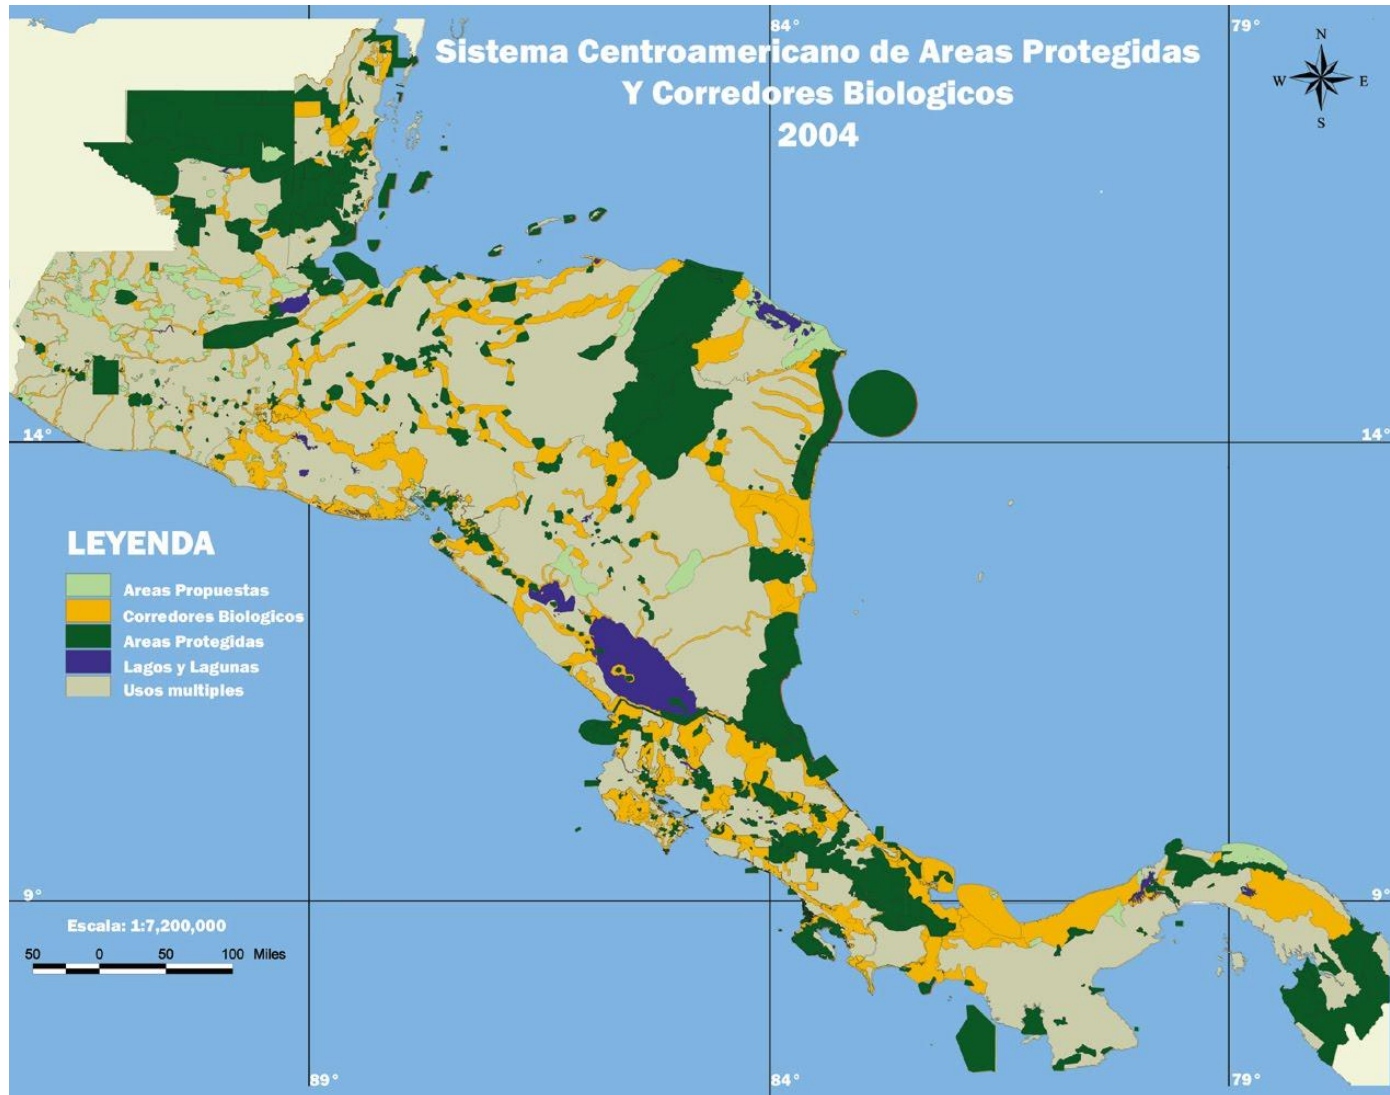 84°
79°
Sistema Centroamericano de Areas Protegidas
Y Corredores Biologicos
2004
N
W E
S
14°
14°
LEYENDA
Areas Propuestas
Corredores Biologicos
Areas Protegidas
Lagos y Lagunas
Usos multiples
9°
9°
Escala: 1:7,200,000
50 0 50 100 Miles
89°
84°
79°